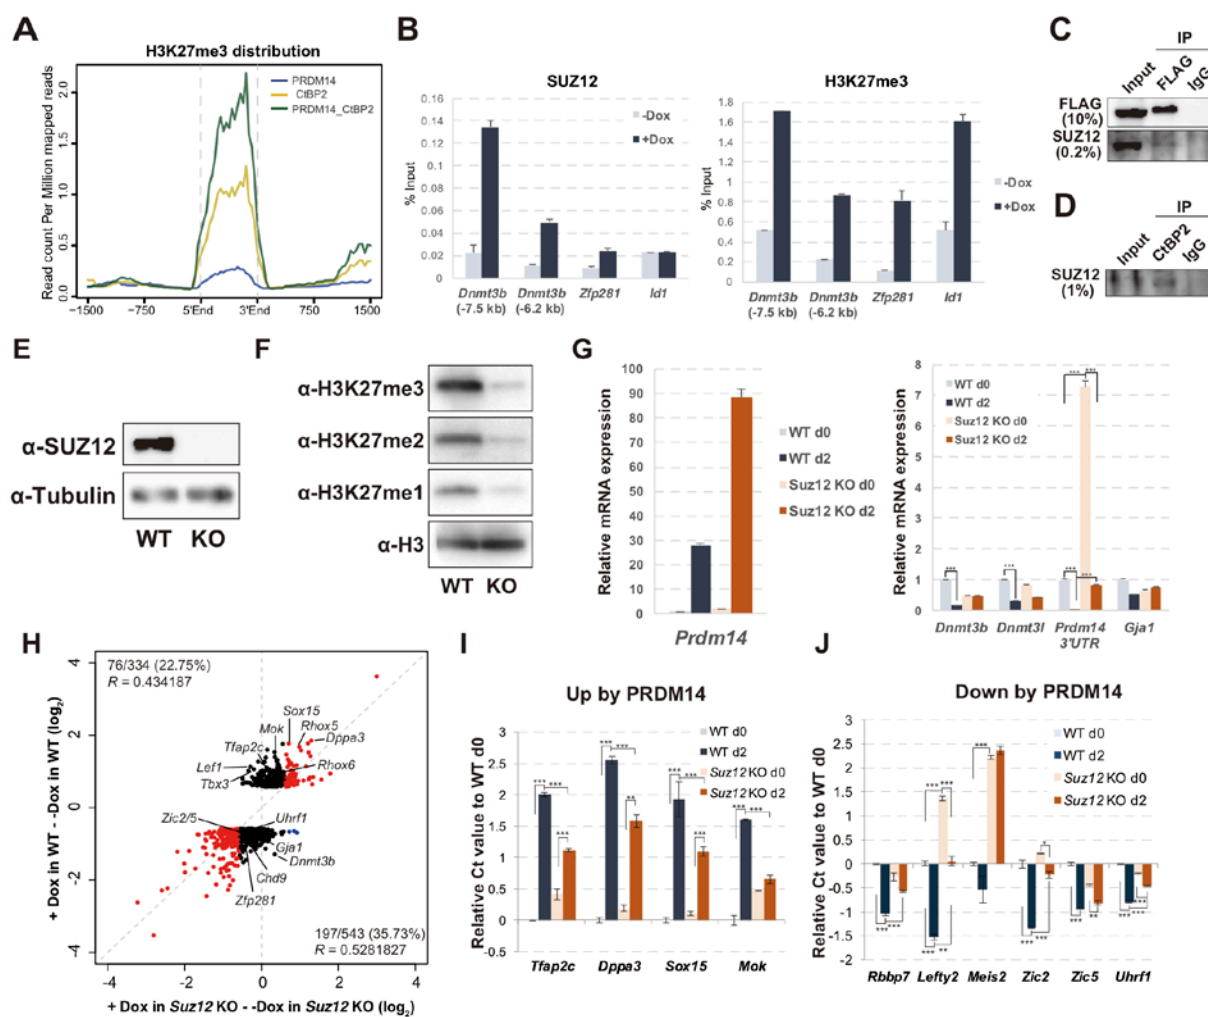 A
H3K27me3 distribution
Read count Per Million mapped reads
2.0
1.5
1.0
0.5
0.0
PRDM14
CtBP2
PRDM14_CtBP2
-1500
-750
5'End
3'End
750
1500
B
SUZ12
% Input
0.16
0.14
0.12
0.1
0.08
0.06
0.04
0.02
0
-Dox
+Dox
Dnmt3b
(-7.5 kb)
Dnmt3b
(-6.2 kb)
Zfp281
Id1
H3K27me3
% Input
1.8
1.6
1.4
1.2
1
0.8
0.6
0.4
0.2
0
-Dox
+Dox
Dnmt3b
(-7.5 kb)
Dnmt3b
(-6.2 kb)
Zfp281
Id1
C
IP
Input
FLAG
IgG
FLAG
(10%)
SUZ12
(0.2%)
D
IP
Input
CtBP2
IgG
SUZ12
(1%)
E
α-SUZ12
α-Tubulin
WT
KO
F
α-H3K27me3
α-H3K27me2
α-H3K27me1
α-H3
WT
KO
G
Relative mRNA expression
100
90
80
70
60
50
40
30
20
10
0
WT d0
WT d2
Suz12 KO d0
Suz12 KO d2
Prdm14
Relative mRNA expression
8
7
6
5
4
3
2
1
0
WT d0
WT d2
Suz12 KO d0
Suz12 KO d2
***
***
***
***
***
***
Dnmt3b
Dnmt3l
Prdm14
3'UTR
Gja1
H
+ Dox in WT - -Dox in WT (log2)
4
2
0
-2
-4
76/334 (22.75%)
R = 0.434187
Sox15
Mok
Rhox5
Tfap2c
Dppa3
Lef1
Rhox6
Tbx3
Zic2/5
Uhrf1
Gja1
Dnmt3b
Chd9
Zfp281
197/543 (35.73%)
R = 0.5281827
-4
-2
0
2
4
+ Dox in Suz12 KO - -Dox in Suz12 KO (log2)
I
Up by PRDM14
Relative Ct value to WT d0
3
2.5
2
1.5
1
0.5
0
-0.5
WT d0
WT d2
Suz12 KO d0
Suz12 KO d2
*** ***
***
*** ***
**
*** ***
***
*** ***
Tfap2c
Dppa3
Sox15
Mok
J
Down by PRDM14
Relative Ct value to WT d0
3
2.5
2
1.5
1
0.5
0
-0.5
-1
-1.5
-2
WT d0
WT d2
Suz12 KO d0
Suz12 KO d2
***
*** ***
*
*** ***
*** **
*** ***
*** **
*** *** ***
Rbbp7
Lefty2
Meis2
Zic2
Zic5
Uhrf1